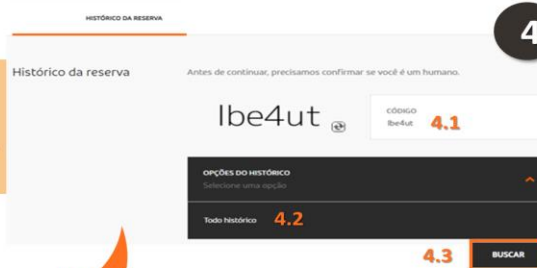 HISTÓRICO DA RESERVA
4
Histórico da reserva
Antes de continuar, precisamos confirmar se você é um humano.
lbe4ut
CÓDIGO
lbe4ut
4.1
OPÇÕES DO HISTÓRICO
Selecione uma opção
Todo histórico 4.2
4.3 BUSCAR